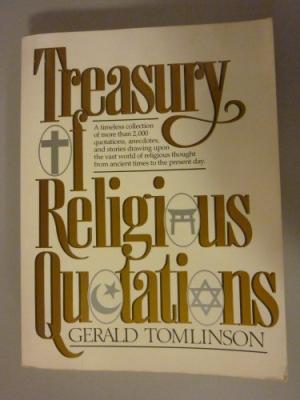 Treasury
A timeless collection
of more than 2,000
quotations, anecdotes,
and stories drawing upon
the vast world of religious thought
from ancient times to the present day.
of
Religious
Quotations
GERALD TOMLINSON